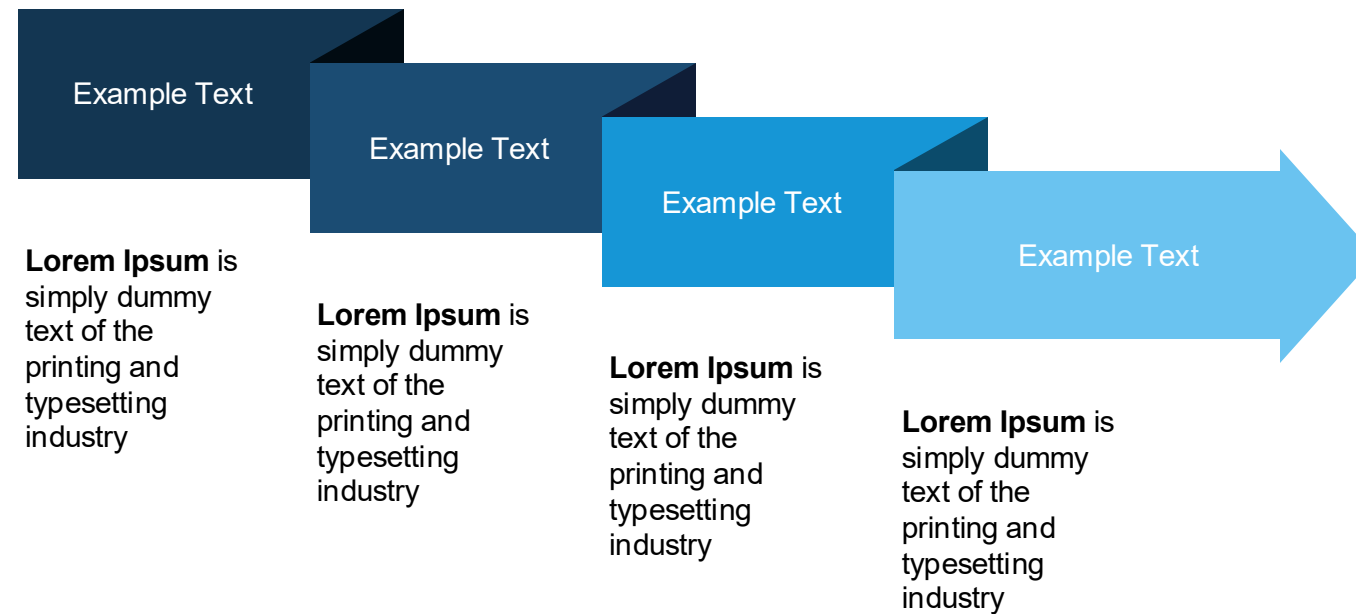 Example Text
Example Text
Example Text
Example Text
Lorem Ipsum is
simply dummy
text of the
printing and
typesetting
industry
Lorem Ipsum is
simply dummy
text of the
printing and
typesetting
industry
Lorem Ipsum is
simply dummy
text of the
printing and
typesetting
industry
Lorem Ipsum is
simply dummy
text of the
printing and
typesetting
industry